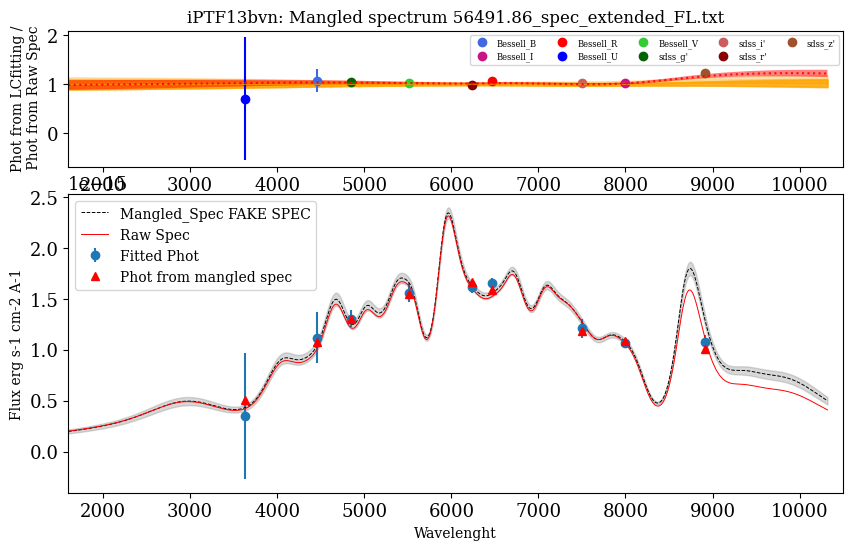 iPTF13bvn: Mangled spectrum 56491.86_spec_extended_FL.txt
Phot from LCfitting /
Phot from Raw Spec
2
1
0
Bessell_B
Bessell_I
Bessell_R
Bessell_U
Bessell_V
sdss_g'
sdss_i'
sdss_r'
sdss_z'
2000 3000 4000 5000 6000 7000 8000 9000 10000
1e−15
Flux erg s-1 cm-2 A-1
2.5
2.0
1.5
1.0
0.5
0.0
Mangled_Spec FAKE SPEC
Raw Spec
Fitted Phot
Phot from mangled spec
2000 3000 4000 5000 6000 7000 8000 9000 10000
Wavelenght